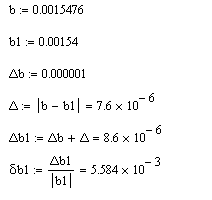 b := 0.0015476
b1 := 0.00154
Δb := 0.000001
Δ := |b − b1| = 7.6 × 10⁻⁶
Δb1 := Δb + Δ = 8.6 × 10⁻⁶
δb1 := Δb1 / |b1| = 5.584 × 10⁻³